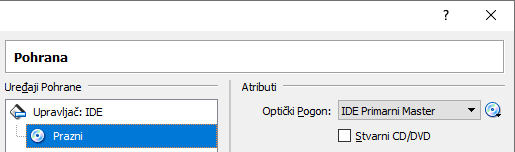 ?
Pohrana
Uređaji Pohrane
Atributi
Upravljač: IDE
Prazni
Optički Pogon: IDE Primarni Master
Stvarni CD/DVD